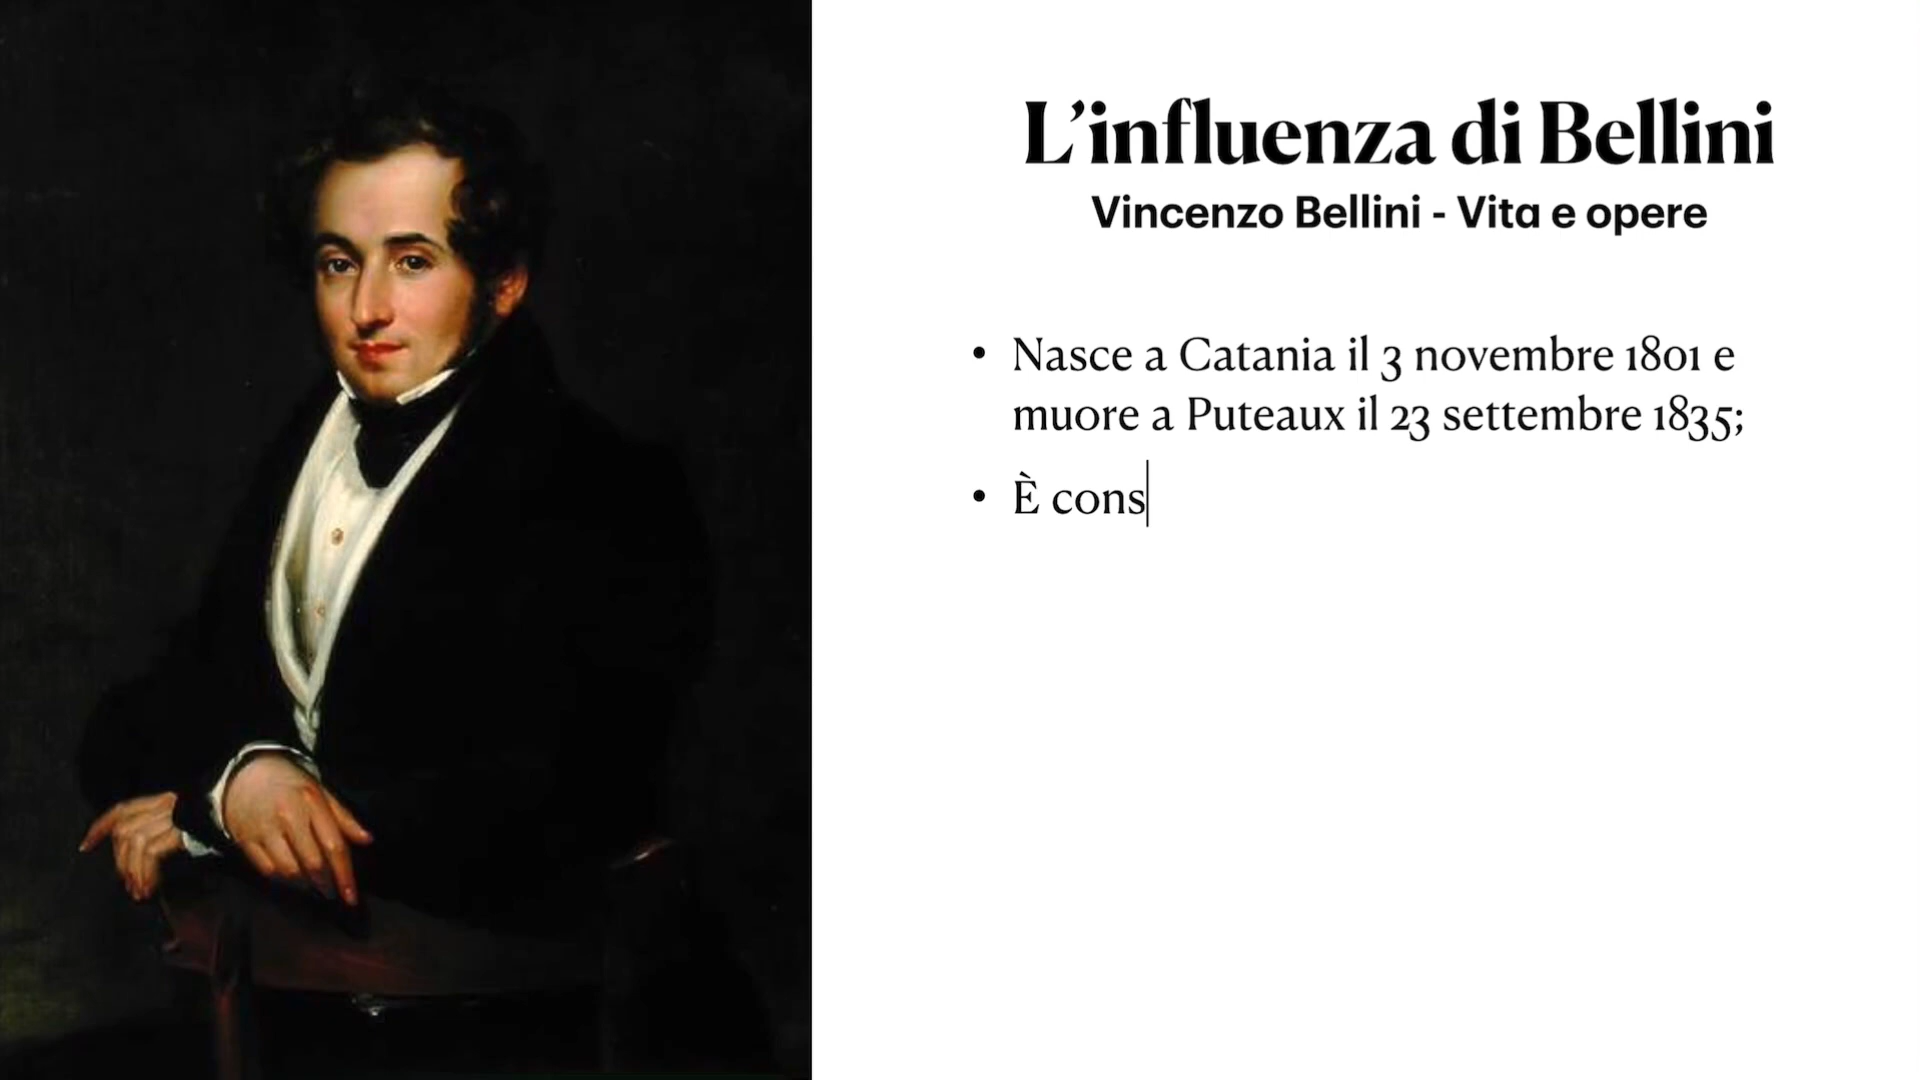 L’influenza di Bellini
Vincenzo Bellini - Vita e opere
• Nasce a Catania il 3 novembre 1801 e
muore a Puteaux il 23 settembre 1835;
• È cons